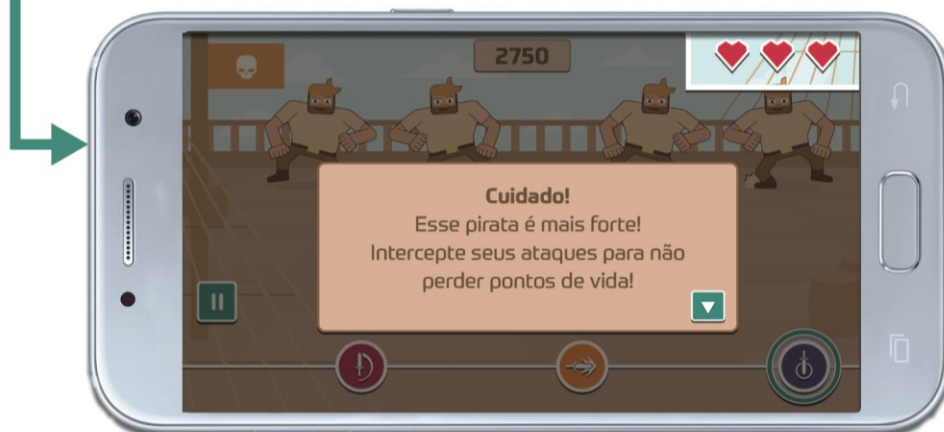 2750
Cuidado!
Esse pirata é mais forte!
Intercepte seus ataques para não
perder pontos de vida!